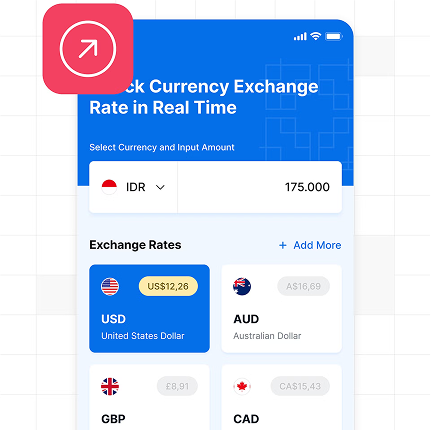 ck Currency Exchange
Rate in Real Time
Select Currency and Input Amount
IDR 175.000
Exchange Rates + Add More
US$12,26 A$16,69
USD AUD
United States Dollar Australian Dollar
£8,91 CA$15,43
GBP CAD